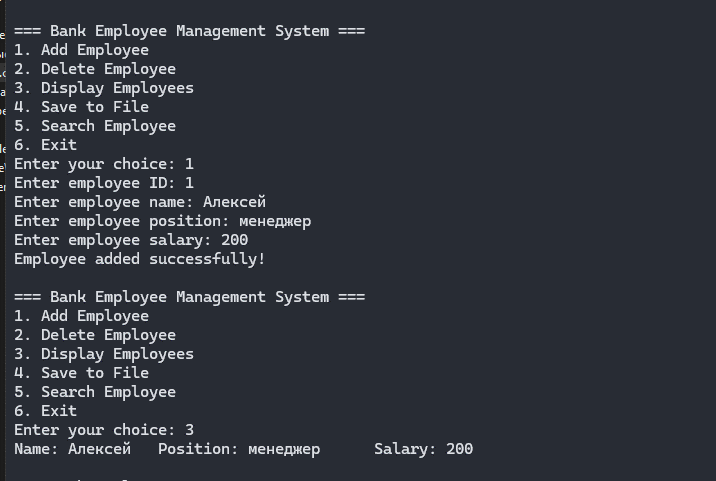 === Bank Employee Management System ===
1. Add Employee
2. Delete Employee
3. Display Employees
4. Save to File
5. Search Employee
6. Exit
Enter your choice: 1
Enter employee ID: 1
Enter employee name: Алексей
Enter employee position: менеджер
Enter employee salary: 200
Employee added successfully!
=== Bank Employee Management System ===
1. Add Employee
2. Delete Employee
3. Display Employees
4. Save to File
5. Search Employee
6. Exit
Enter your choice: 3
Name: Алексей   Position: менеджер      Salary: 200